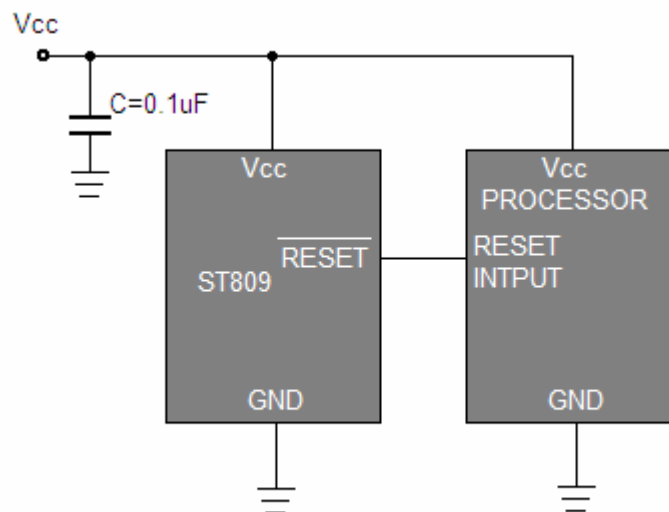 Vcc
C=0.1uF
Vcc
RESET
ST809
GND
Vcc
PROCESSOR
RESET
INTPUT
GND